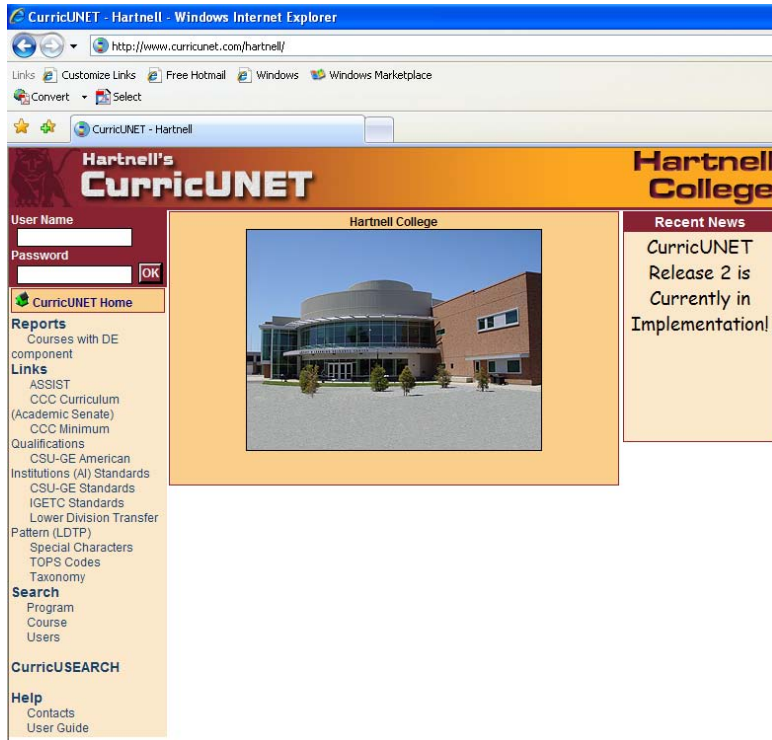 CurricUNET - Hartnell - Windows Internet Explorer
http://www.curricunet.com/hartnell/
Links Customize Links Free Hotmail Windows Windows Marketplace
Convert Select
CurricUNET - Hartnell
Hartnell's
CurricUNET
Hartnell
College
User Name
Password
OK
CurricUNET Home
Reports
Courses with DE
component
Links
ASSIST
CCC Curriculum
(Academic Senate)
CCC Minimum
Qualifications
CSU-GE American
Institutions (AI) Standards
CSU-GE Standards
IGETC Standards
Lower Division Transfer
Pattern (LDTP)
Special Characters
TOPS Codes
Taxonomy
Search
Program
Course
Users
CurricUSEARCH
Help
Contacts
User Guide
Hartnell College
Recent News
CurricUNET
Release 2 is
Currently in
Implementation!